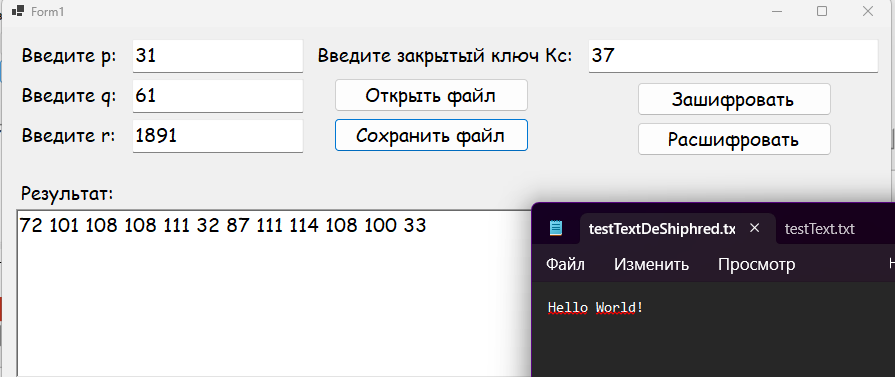 Form1
Введите p: 31 Введите закрытый ключ Kc: 37
Введите q: 61 Открыть файл Зашифровать
Введите r: 1891 Сохранить файл Расшифровать
Результат:
72 101 108 108 111 32 87 111 114 108 100 33
testTextDeShiphred.tx testText.txt
Файл Изменить Просмотр
Hello World!